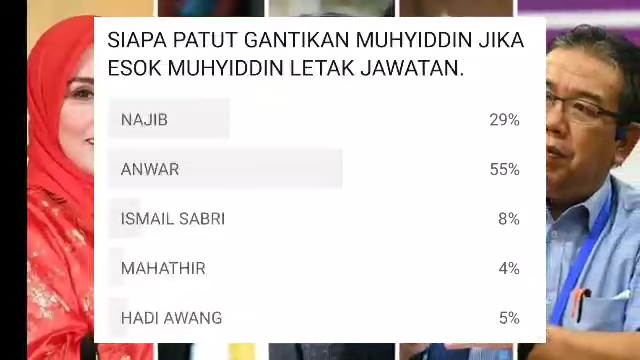 SIAPA PATUT GANTIKAN MUHYIDDIN JIKA
ESOK MUHYIDDIN LETAK JAWATAN.
NAJIB 29%
ANWAR 55%
ISMAIL SABRI 8%
MAHATHIR 4%
HADI AWANG 5%